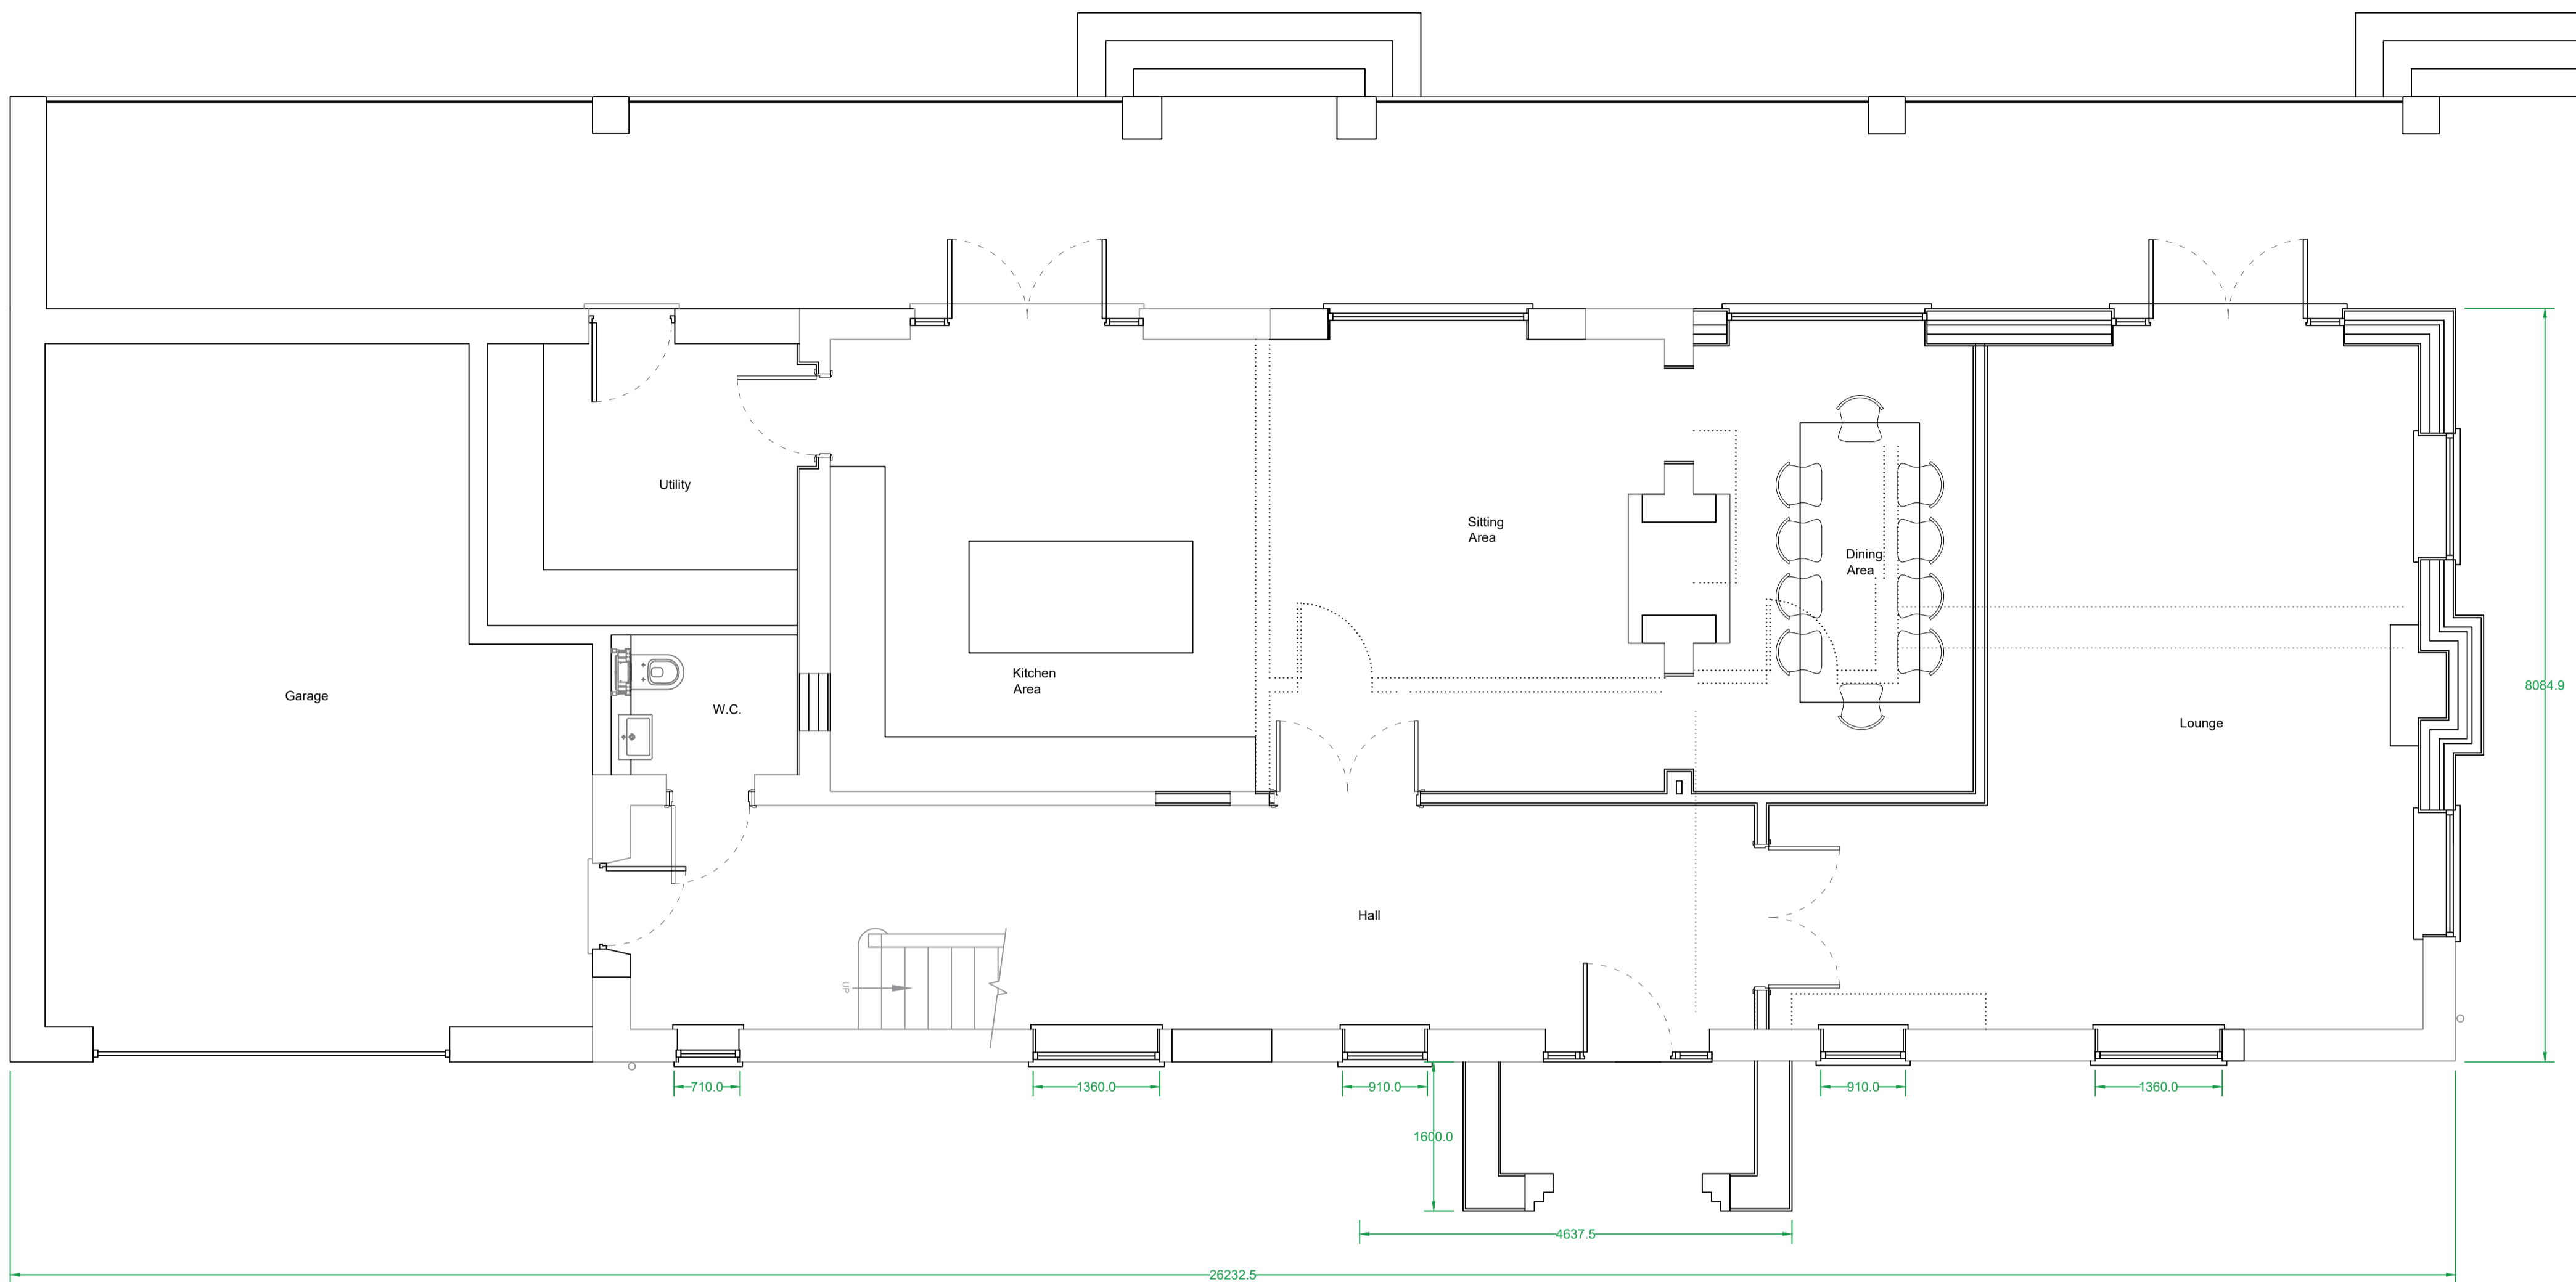 Utility
Sitting
Area
Dining
Area
Kitchen
Area
8084.9
Garage
W.C.
Lounge
Hall
UP
710.0
1360.0
910.0
910.0
1360.0
1600.0
4637.5
26232.5